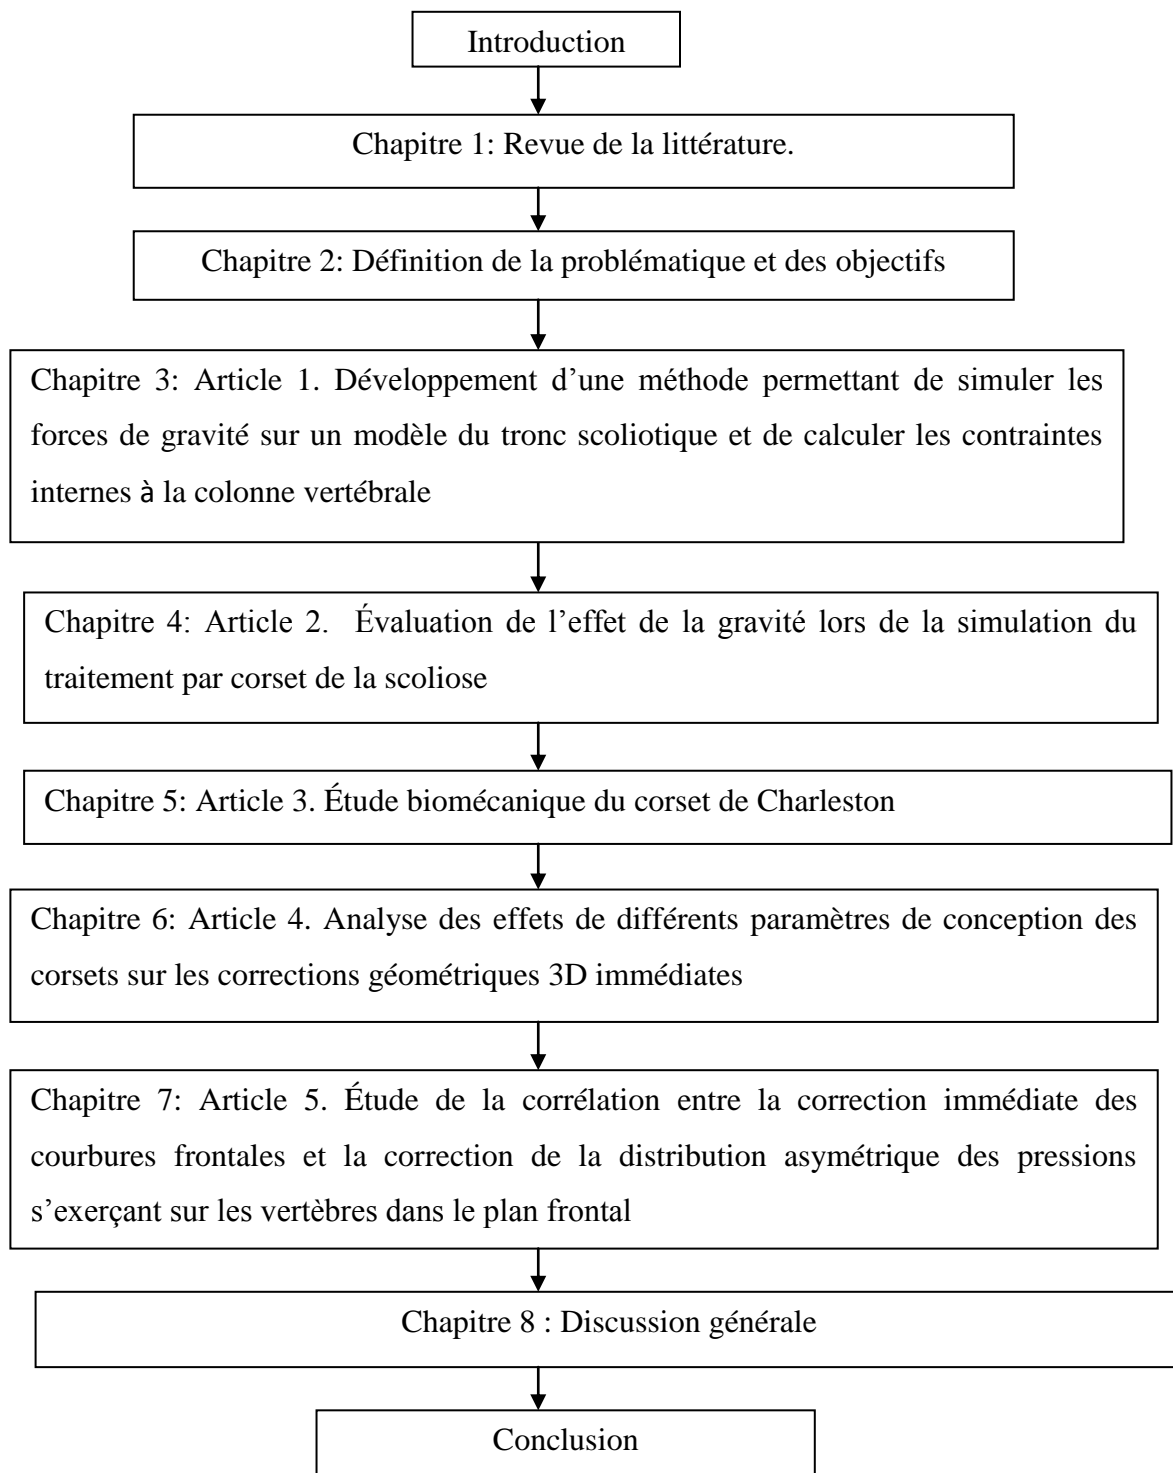 Introduction
Chapitre 1: Revue de la littérature.
Chapitre 2: Définition de la problématique et des objectifs
Chapitre 3: Article 1. Développement d’une méthode permettant de simuler les
forces de gravité sur un modèle du tronc scoliotique et de calculer les contraintes
internes à la colonne vertébrale
Chapitre 4: Article 2. Évaluation de l’effet de la gravité lors de la simulation du
traitement par corset de la scoliose
Chapitre 5: Article 3. Étude biomécanique du corset de Charleston
Chapitre 6: Article 4. Analyse des effets de différents paramètres de conception des
corsets sur les corrections géométriques 3D immédiates
Chapitre 7: Article 5. Étude de la corrélation entre la correction immédiate des
courbures frontales et la correction de la distribution asymétrique des pressions
s’exerçant sur les vertèbres dans le plan frontal
Chapitre 8 : Discussion générale
Conclusion